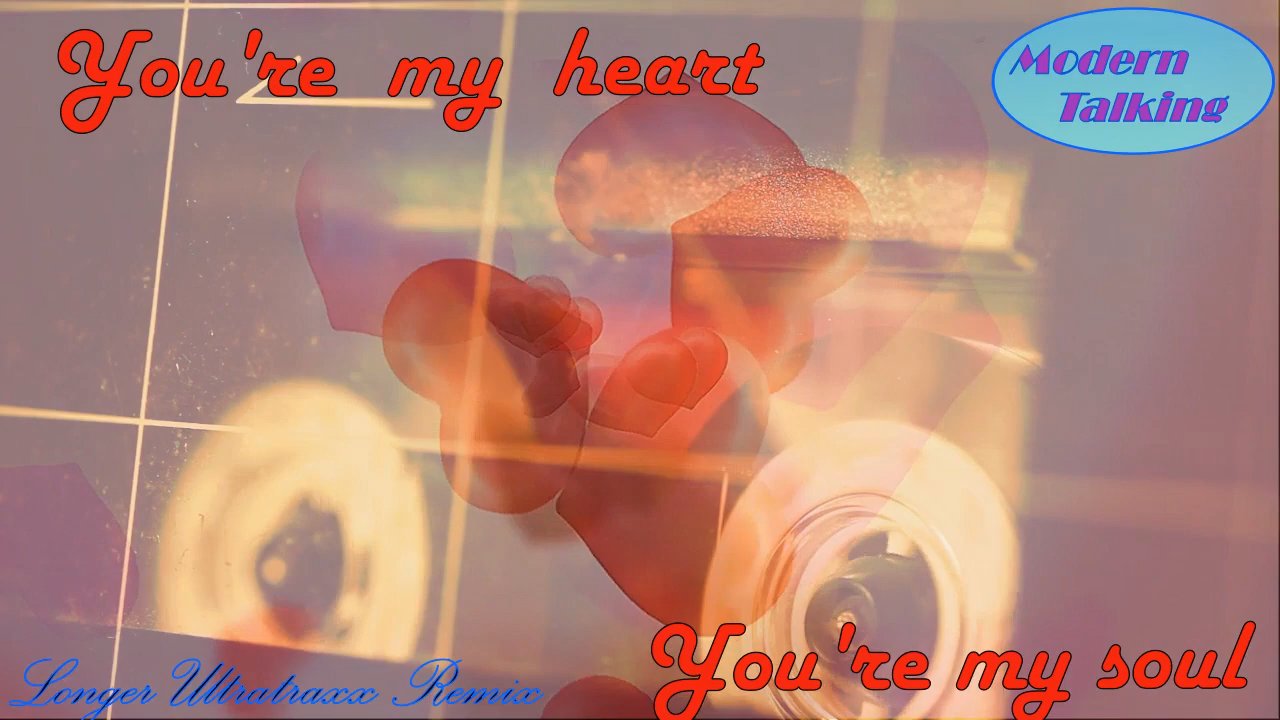 You're my heart
Modern
Talking
You're my soul
Longer Ultratraxx Remix